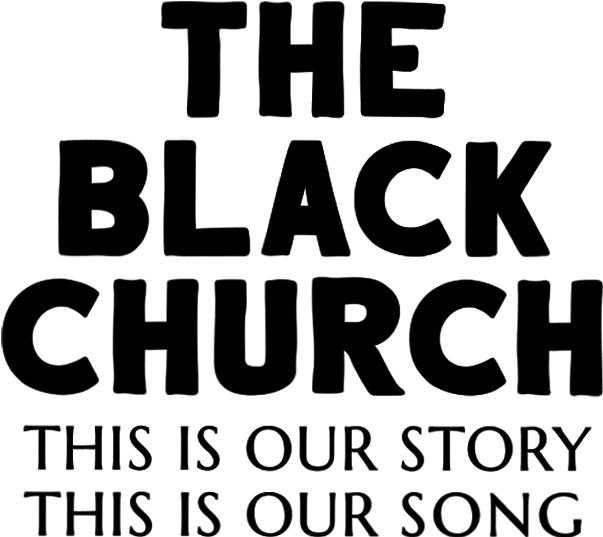 THE
BLACK
CHURCH
THIS IS OUR STORY
THIS IS OUR SONG